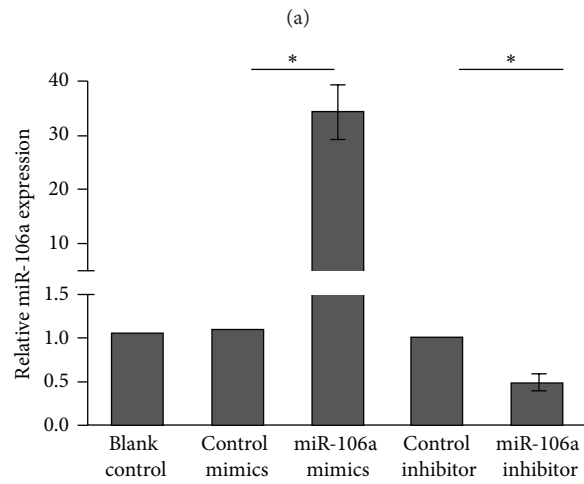 (a)
* *
40
30
20
10
1.5
1.0
0.5
0.0
Relative miR-106a expression
Blank control
Control mimics
miR-106a mimics
Control inhibitor
miR-106a inhibitor